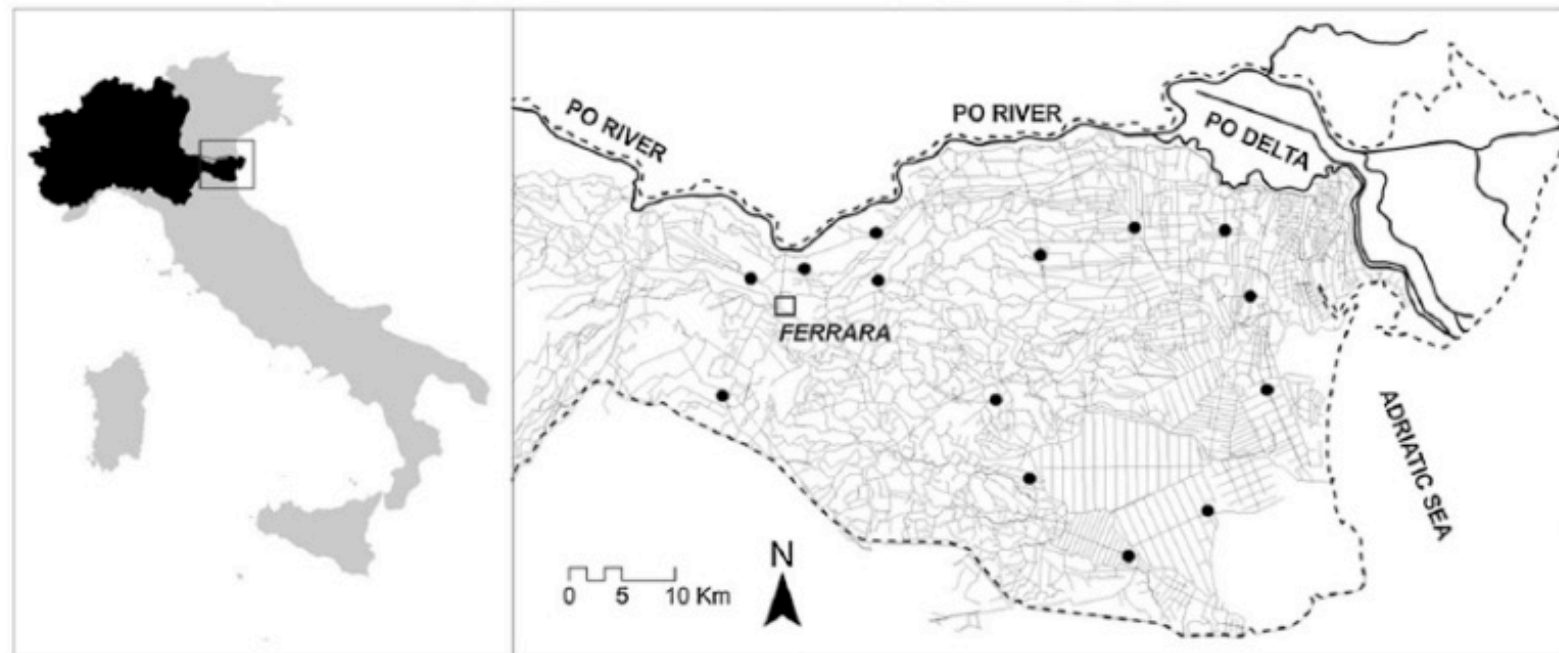 PO RIVER
PO RIVER
PO DELTA
FERRARA
ADRIATIC SEA
N
0 5 10 Km